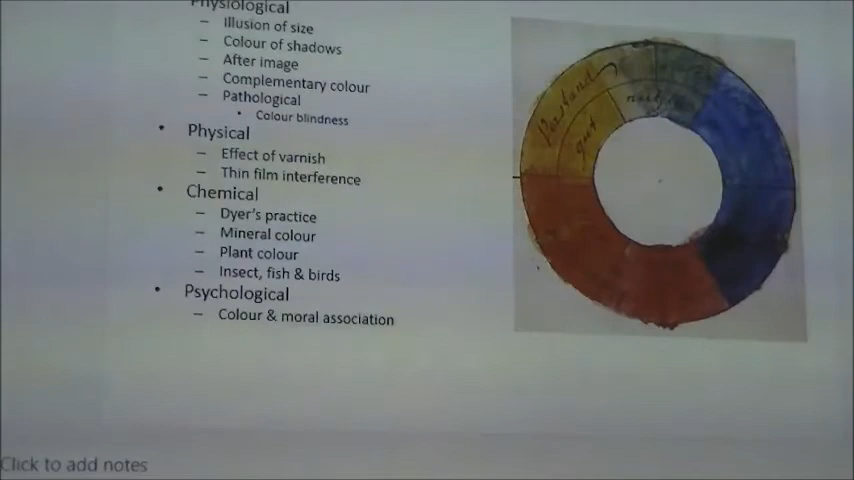 Physiological
– Illusion of size
– Colour of shadows
– After image
– Complementary colour
– Pathological
• Colour blindness
• Physical
– Effect of varnish
– Thin film interference
• Chemical
– Dyer's practice
– Mineral colour
– Plant colour
– Insect, fish & birds
• Psychological
– Colour & moral association
Verstand
gut
Click to add notes